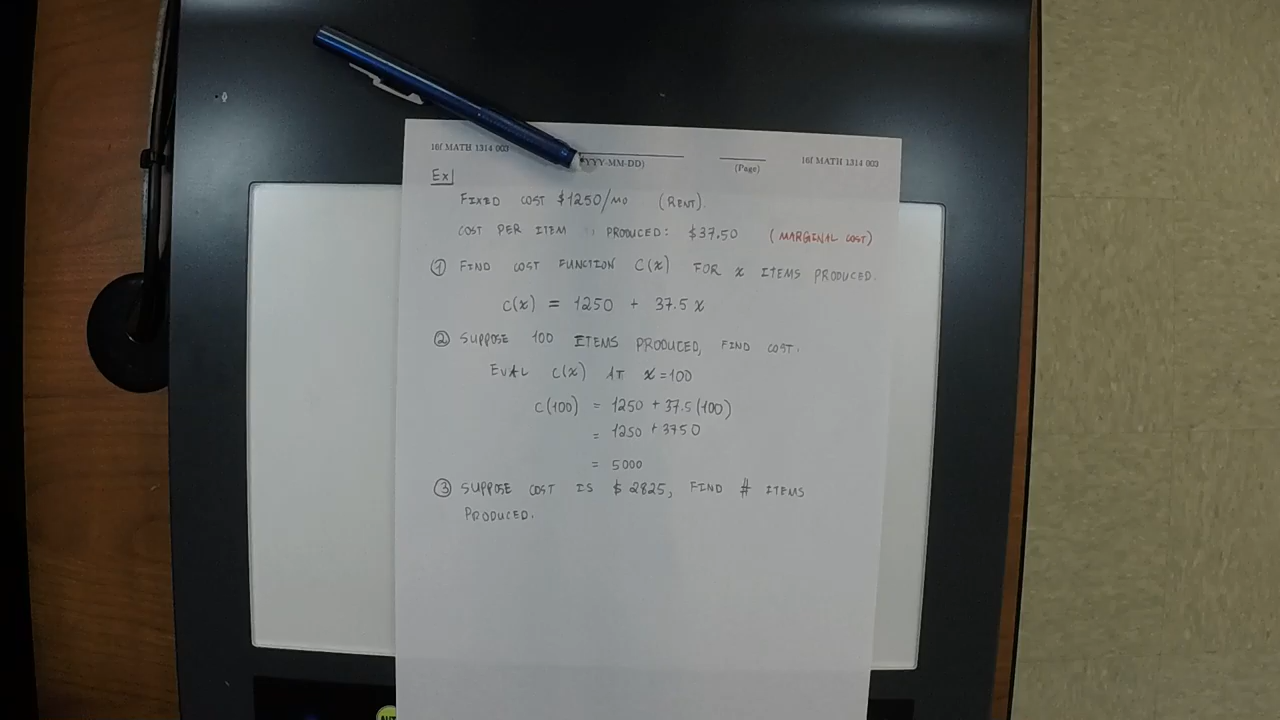 16f MATH 1314 003
YYY-MM-DD)
(Page)
16f MATH 1314 003
Ex
FIXED COST $1250/MO (RENT).
COST PER ITEM PRODUCED: $37.50 (MARGINAL COST)
① FIND COST FUNCTION C(x) FOR x ITEMS PRODUCED.
C(x) = 1250 + 37.5 x
② SUPPOSE 100 ITEMS PRODUCED, FIND COST.
EVAL C(x) AT x=100
C(100) = 1250 + 37.5(100)
= 1250 + 3750
= 5000
③ SUPPOSE COST IS $2825, FIND # ITEMS
PRODUCED.